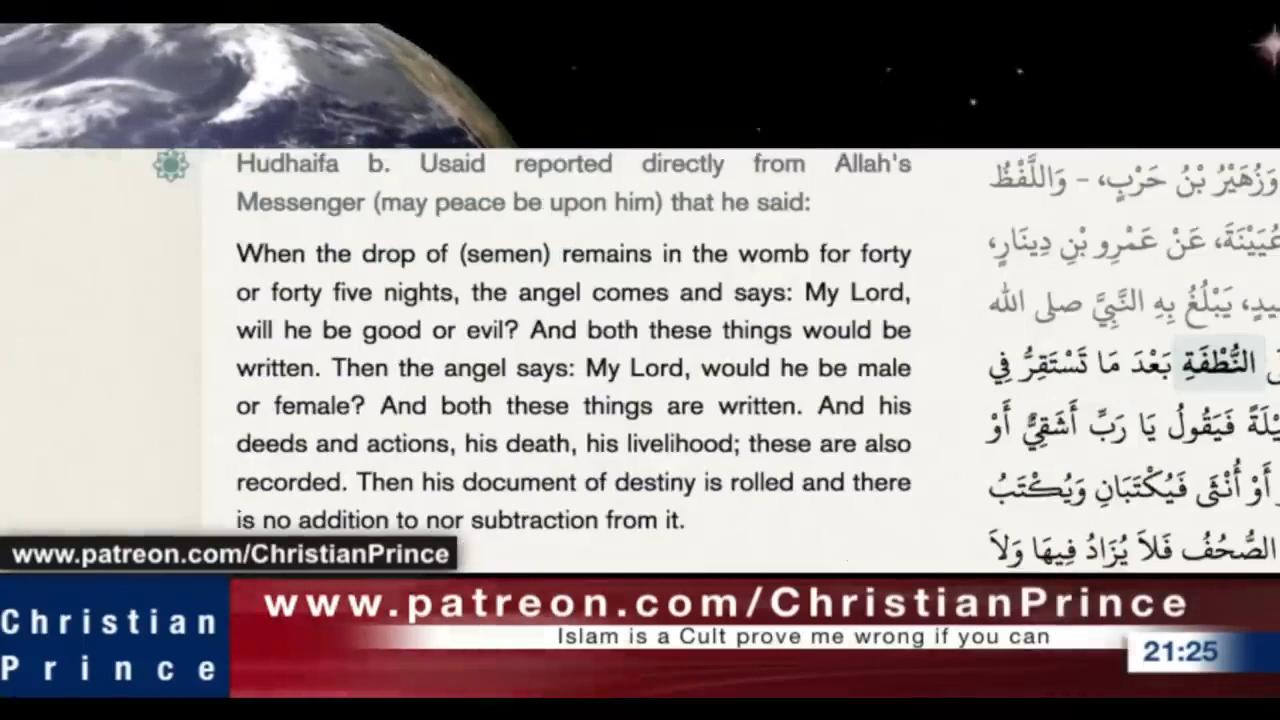 Hudhaifa b. Usaid reported directly from Allah's
Messenger (may peace be upon him) that he said:
When the drop of (semen) remains in the womb for forty
or forty five nights, the angel comes and says: My Lord,
will he be good or evil? And both these things would be
written. Then the angel says: My Lord, would he be male
or female? And both these things are written. And his
deeds and actions, his death, his livelihood; these are also
recorded. Then his document of destiny is rolled and there
is no addition to nor subtraction from it.
وَزُهَيْرُ بْنُ حَرْبٍ، - وَاللَّفْظُ
عُيَيْنَةَ، عَنْ عَمْرِو بْنِ دِينَارٍ،
يَبْلُغُ بِهِ النَّبِيَّ صلى الله
النُّطْفَةِ بَعْدَ مَا تَسْتَقِرُّ فِي
فَيَقُولُ يَا رَبِّ أَشَقِيٌّ أَوْ
أَوْ أُنْثَى فَيُكْتَبَانِ وَيُكْتَبُ
الصُّحُفُ فَلاَ يُزَادُ فِيهَا وَلاَ
www.patreon.com/ChristianPrince
Christian
Prince
www.patreon.com/ChristianPrince
Islam is a Cult prove me wrong if you can
21:25